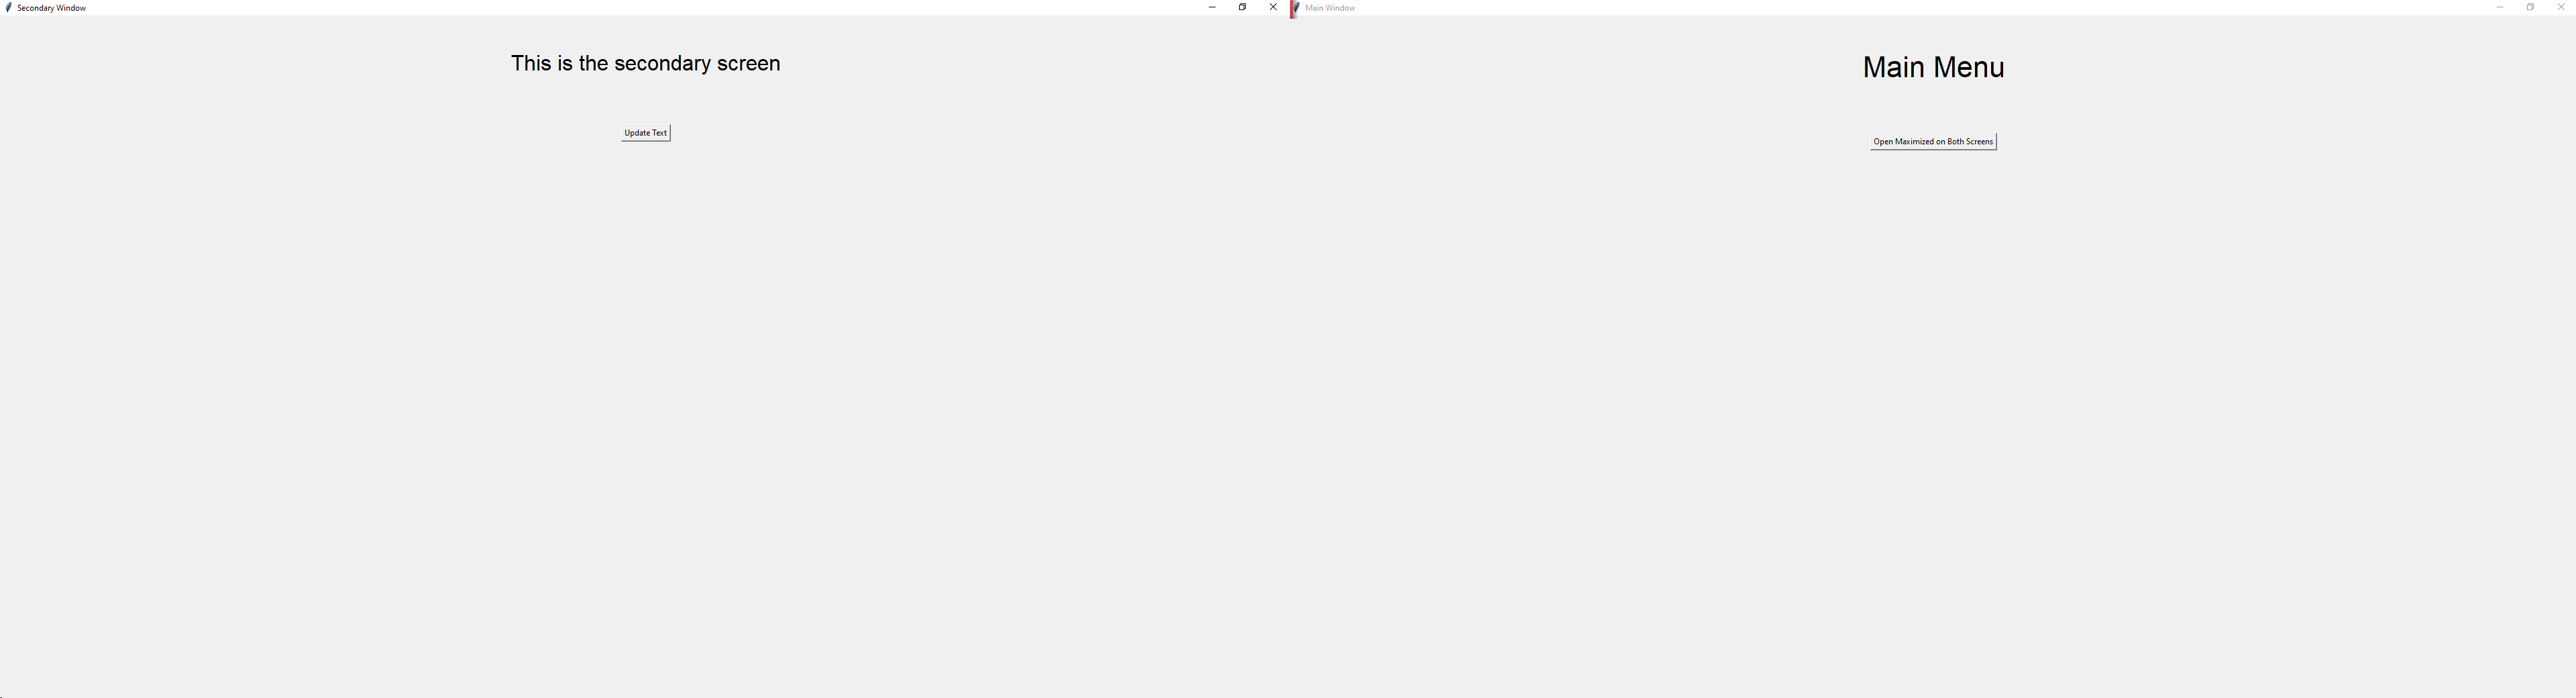 Secondary Window
This is the secondary screen
Update Text
Main Window
Main Menu
Open Maximized on Both Screens